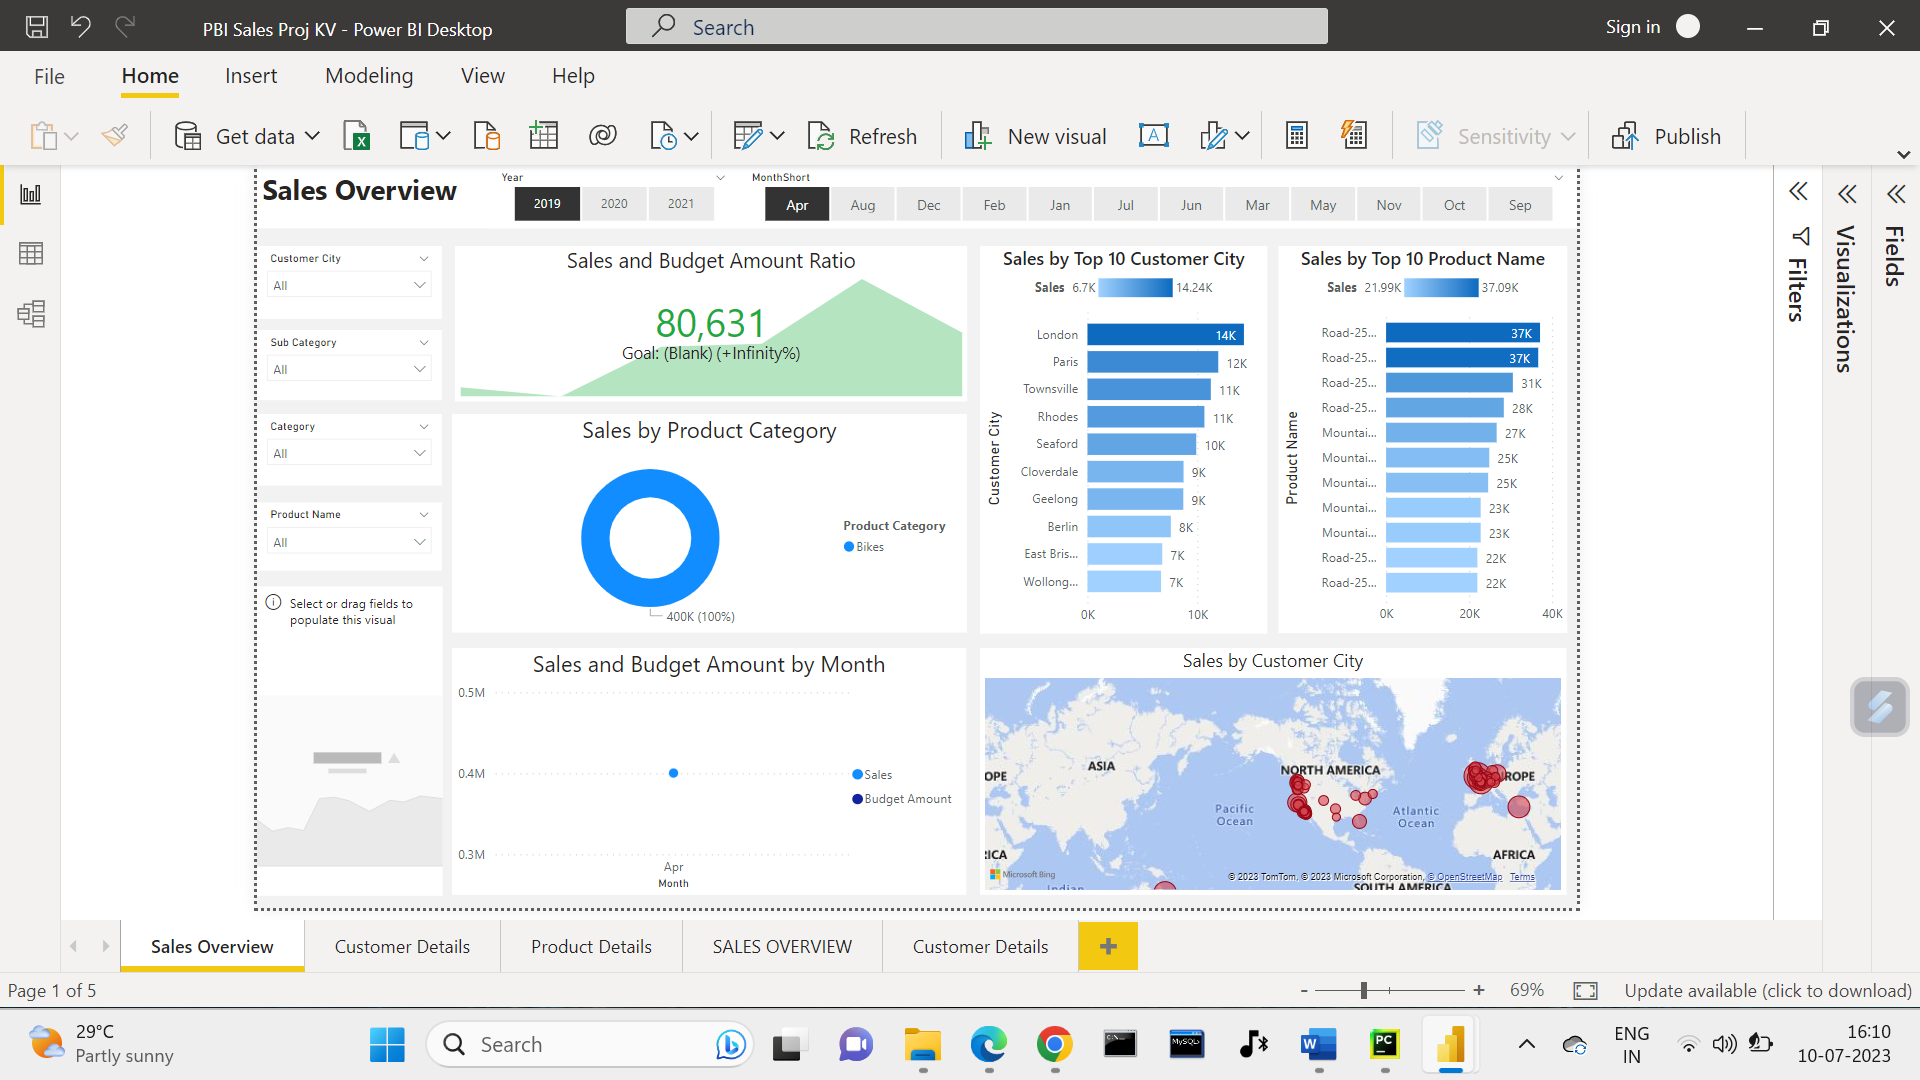 PBI Sales Proj KV - Power BI Desktop
Search
Sign in
File
Home
Insert
Modeling
View
Help
Get data
Refresh
New visual
Sensitivity
Publish
Sales Overview
Year
2019
2020
2021
MonthShort
Apr
Aug
Dec
Feb
Jan
Jul
Jun
Mar
May
Nov
Oct
Sep
Customer City
All
Sub Category
All
Category
All
Product Name
All
Select or drag fields to
populate this visual
Sales and Budget Amount Ratio
80,631
Goal: (Blank) (+Infinity%)
Sales by Product Category
400K (100%)
Product Category
Bikes
Sales and Budget Amount by Month
0.5M
0.4M
0.3M
Apr
Month
Sales
Budget Amount
Sales by Top 10 Customer City
Sales 6.7K 14.24K
Customer City
London 14K
Paris 12K
Townsville 11K
Rhodes 11K
Seaford 10K
Cloverdale 9K
Geelong 9K
Berlin 8K
East Bris... 7K
Wollong... 7K
0K 10K
Sales by Top 10 Product Name
Sales 21.99K 37.09K
Product Name
Road-25... 37K
Road-25... 37K
Road-25... 31K
Road-25... 28K
Mountai... 27K
Mountai... 25K
Mountai... 25K
Mountai... 23K
Mountai... 23K
Road-25... 22K
Road-25... 22K
0K 20K 40K
Sales by Customer City
OPE
ASIA
NORTH AMERICA
ROPE
Pacific
Ocean
Atlantic
Ocean
RICA
AFRICA
Microsoft Bing
© 2023 TomTom, © 2023 Microsoft Corporation, © OpenStreetMap Terms
Indian
SOUTH AMERICA
Filters
Visualizations
Fields
Sales Overview
Customer Details
Product Details
SALES OVERVIEW
Customer Details
Page 1 of 5
- + 69%
Update available (click to download)
29°C
Partly sunny
Search
MySQL
W
PC
ENG
IN
16:10
10-07-2023